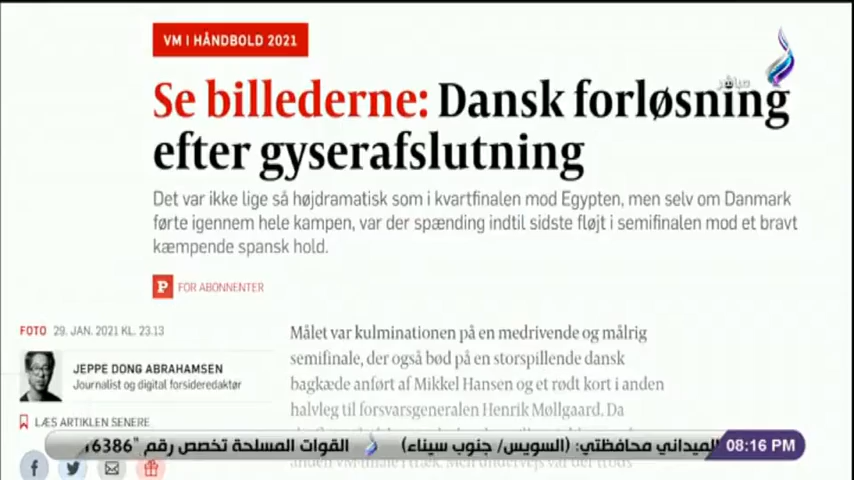 VM I HÅNDBOLD 2021
مباشر
Se billederne: Dansk forløsning
efter gyserafslutning
Det var ikke lige så højdramatisk som i kvartfinalen mod Egypten, men selv om Danmark
førte igennem hele kampen, var der spænding indtil sidste fløjt i semifinalen mod et bravt
kæmpende spansk hold.
P FOR ABONNENTER
FOTO 29. JAN. 2021 KL. 23.13
JEPPE DONG ABRAHAMSEN
Journalist og digital forsideredaktør
LÆS ARTIKLEN SENERE
Målet var kulminationen på en medrivende og målrig
semifinale, der også bød på en storspillende dansk
bagkæde anført af Mikkel Hansen og et rødt kort i anden
halvleg til forsvarsgeneralen Henrik Møllgaard. Da
الميداني محافظتي: (السويس/ جنوب سيناء) القوات المسلحة تخصص رقم "6386
08:16 PM